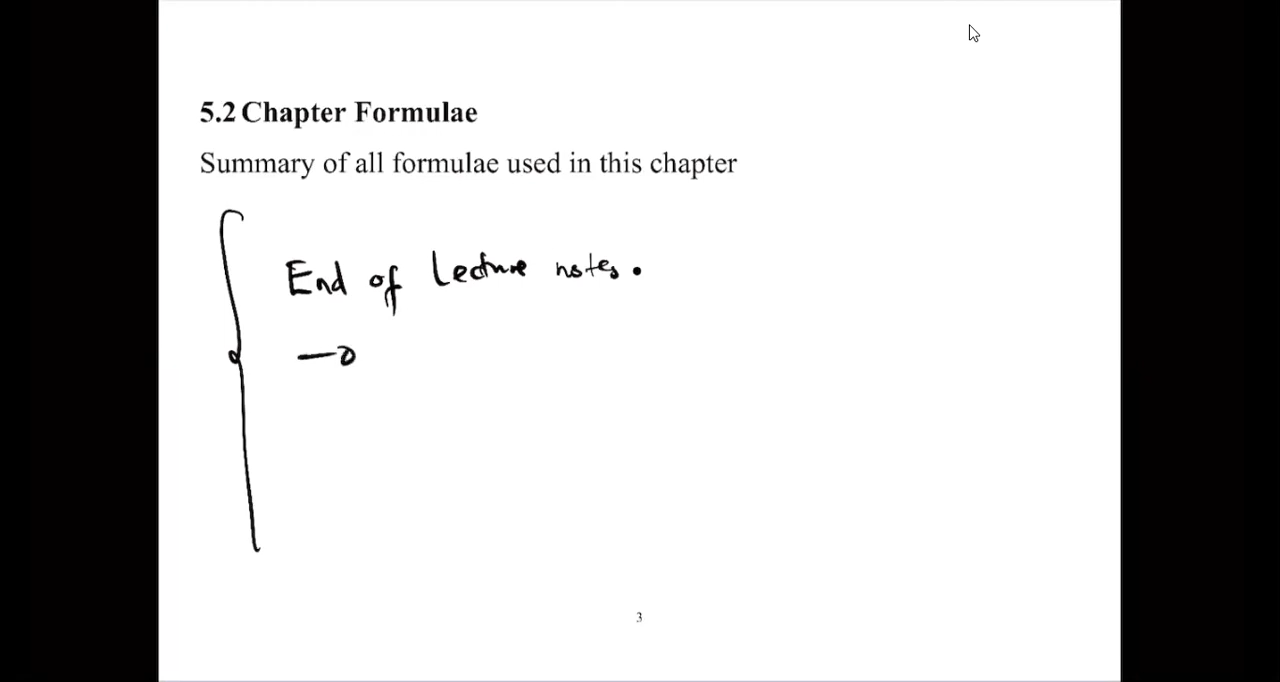 5.2 Chapter Formulae
Summary of all formulae used in this chapter
End of Lecture notes.
3